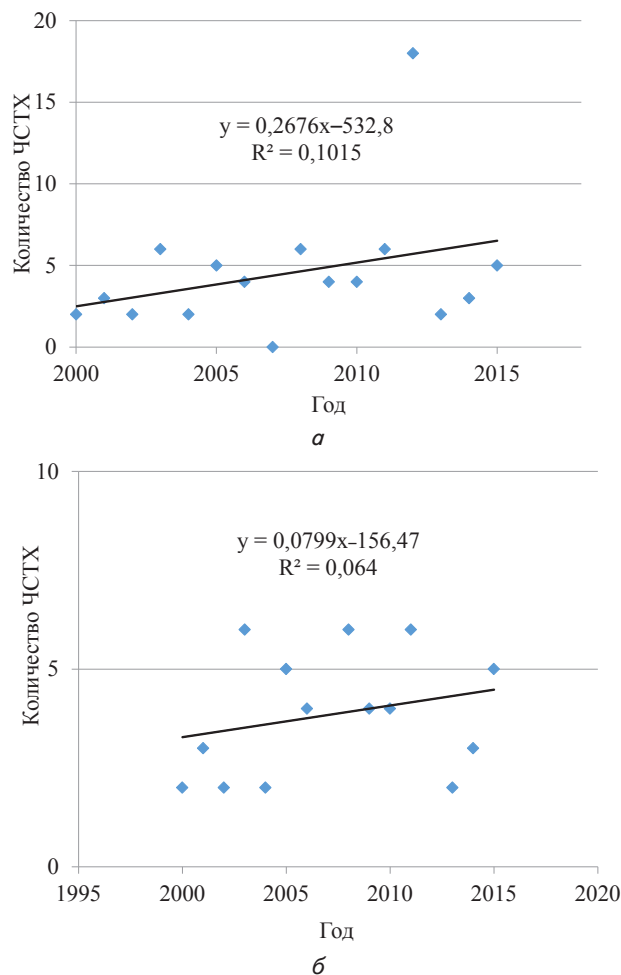 20
15
10
5
0
Количество ЧСТХ
y = 0,2676x–532,8
R² = 0,1015
2000 2005 2010 2015
Год
а
10
5
0
Количество ЧСТХ
y = 0,0799x–156,47
R² = 0,064
1995 2000 2005 2010 2015 2020
Год
б